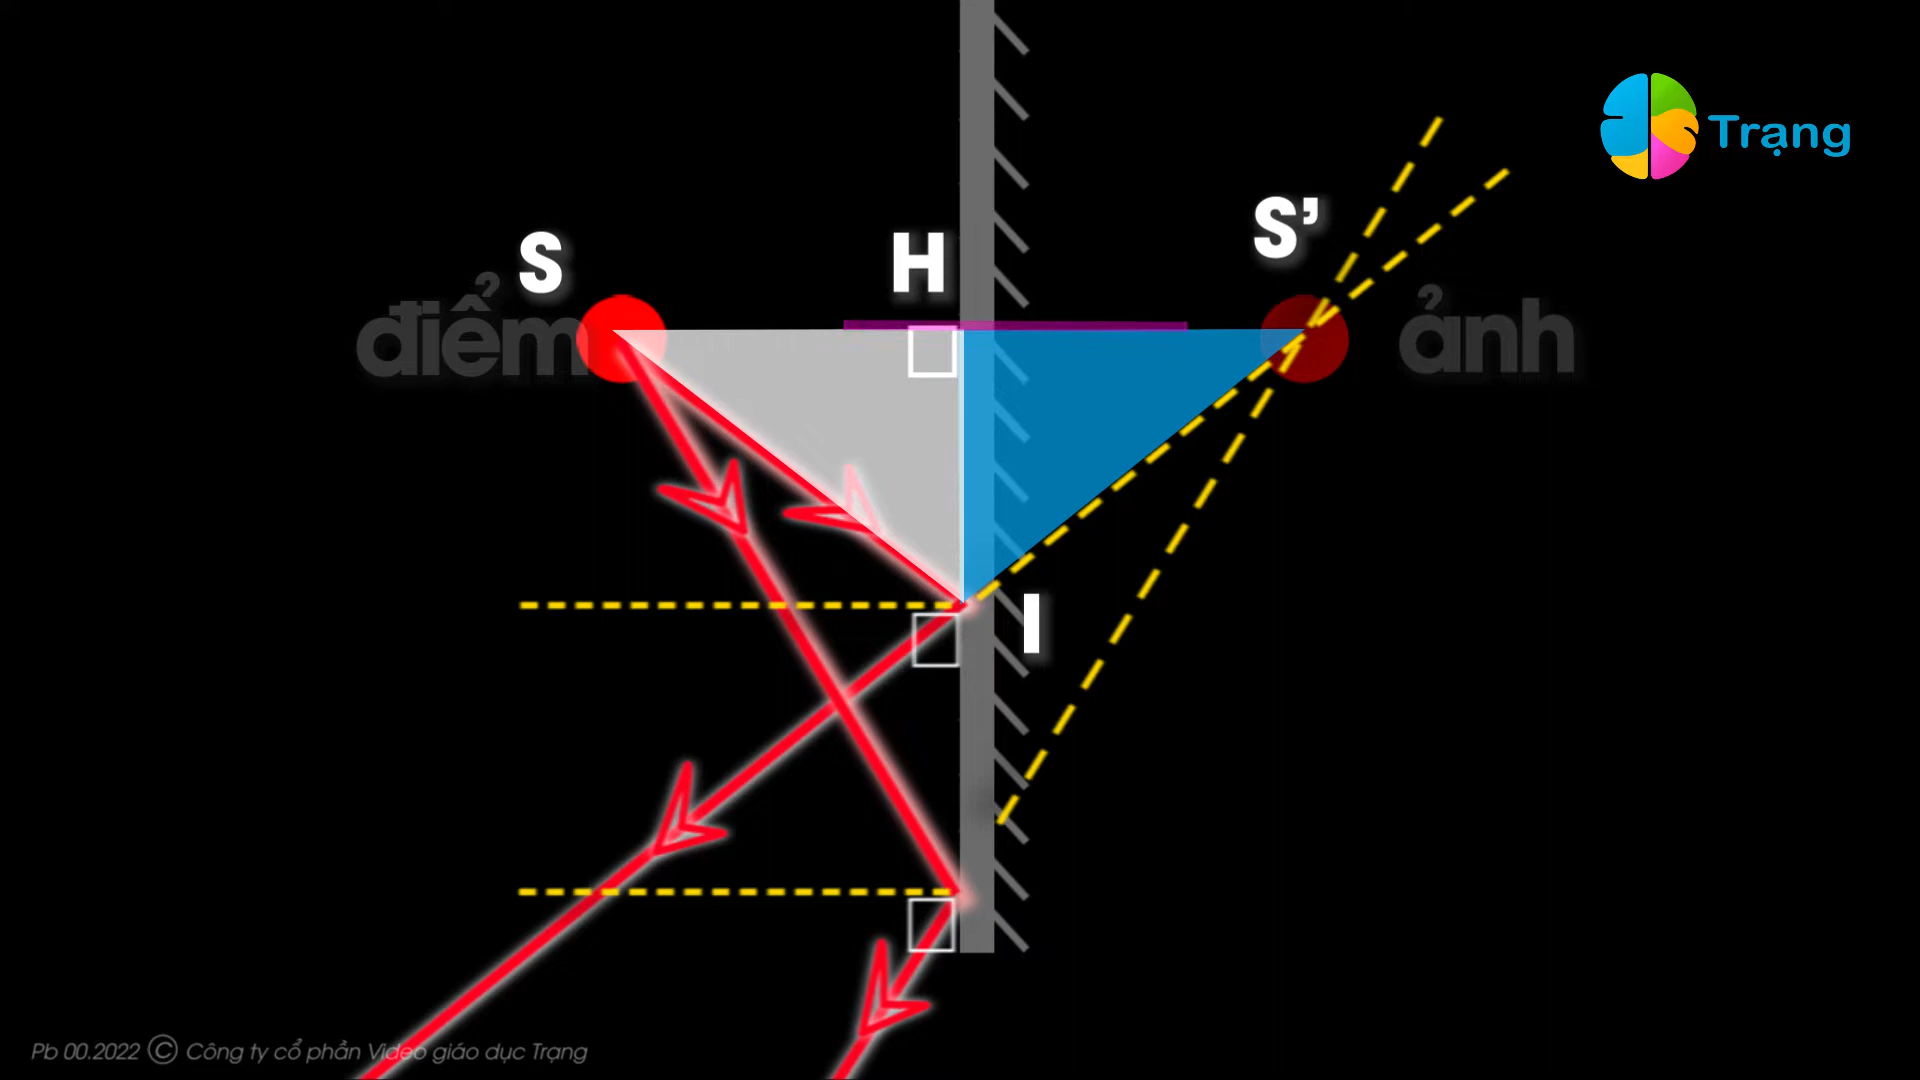 Trạng
S
H
S’
điểm
ảnh
I
Pb 00.2022 © Công ty cổ phần Video giáo dục Trạng